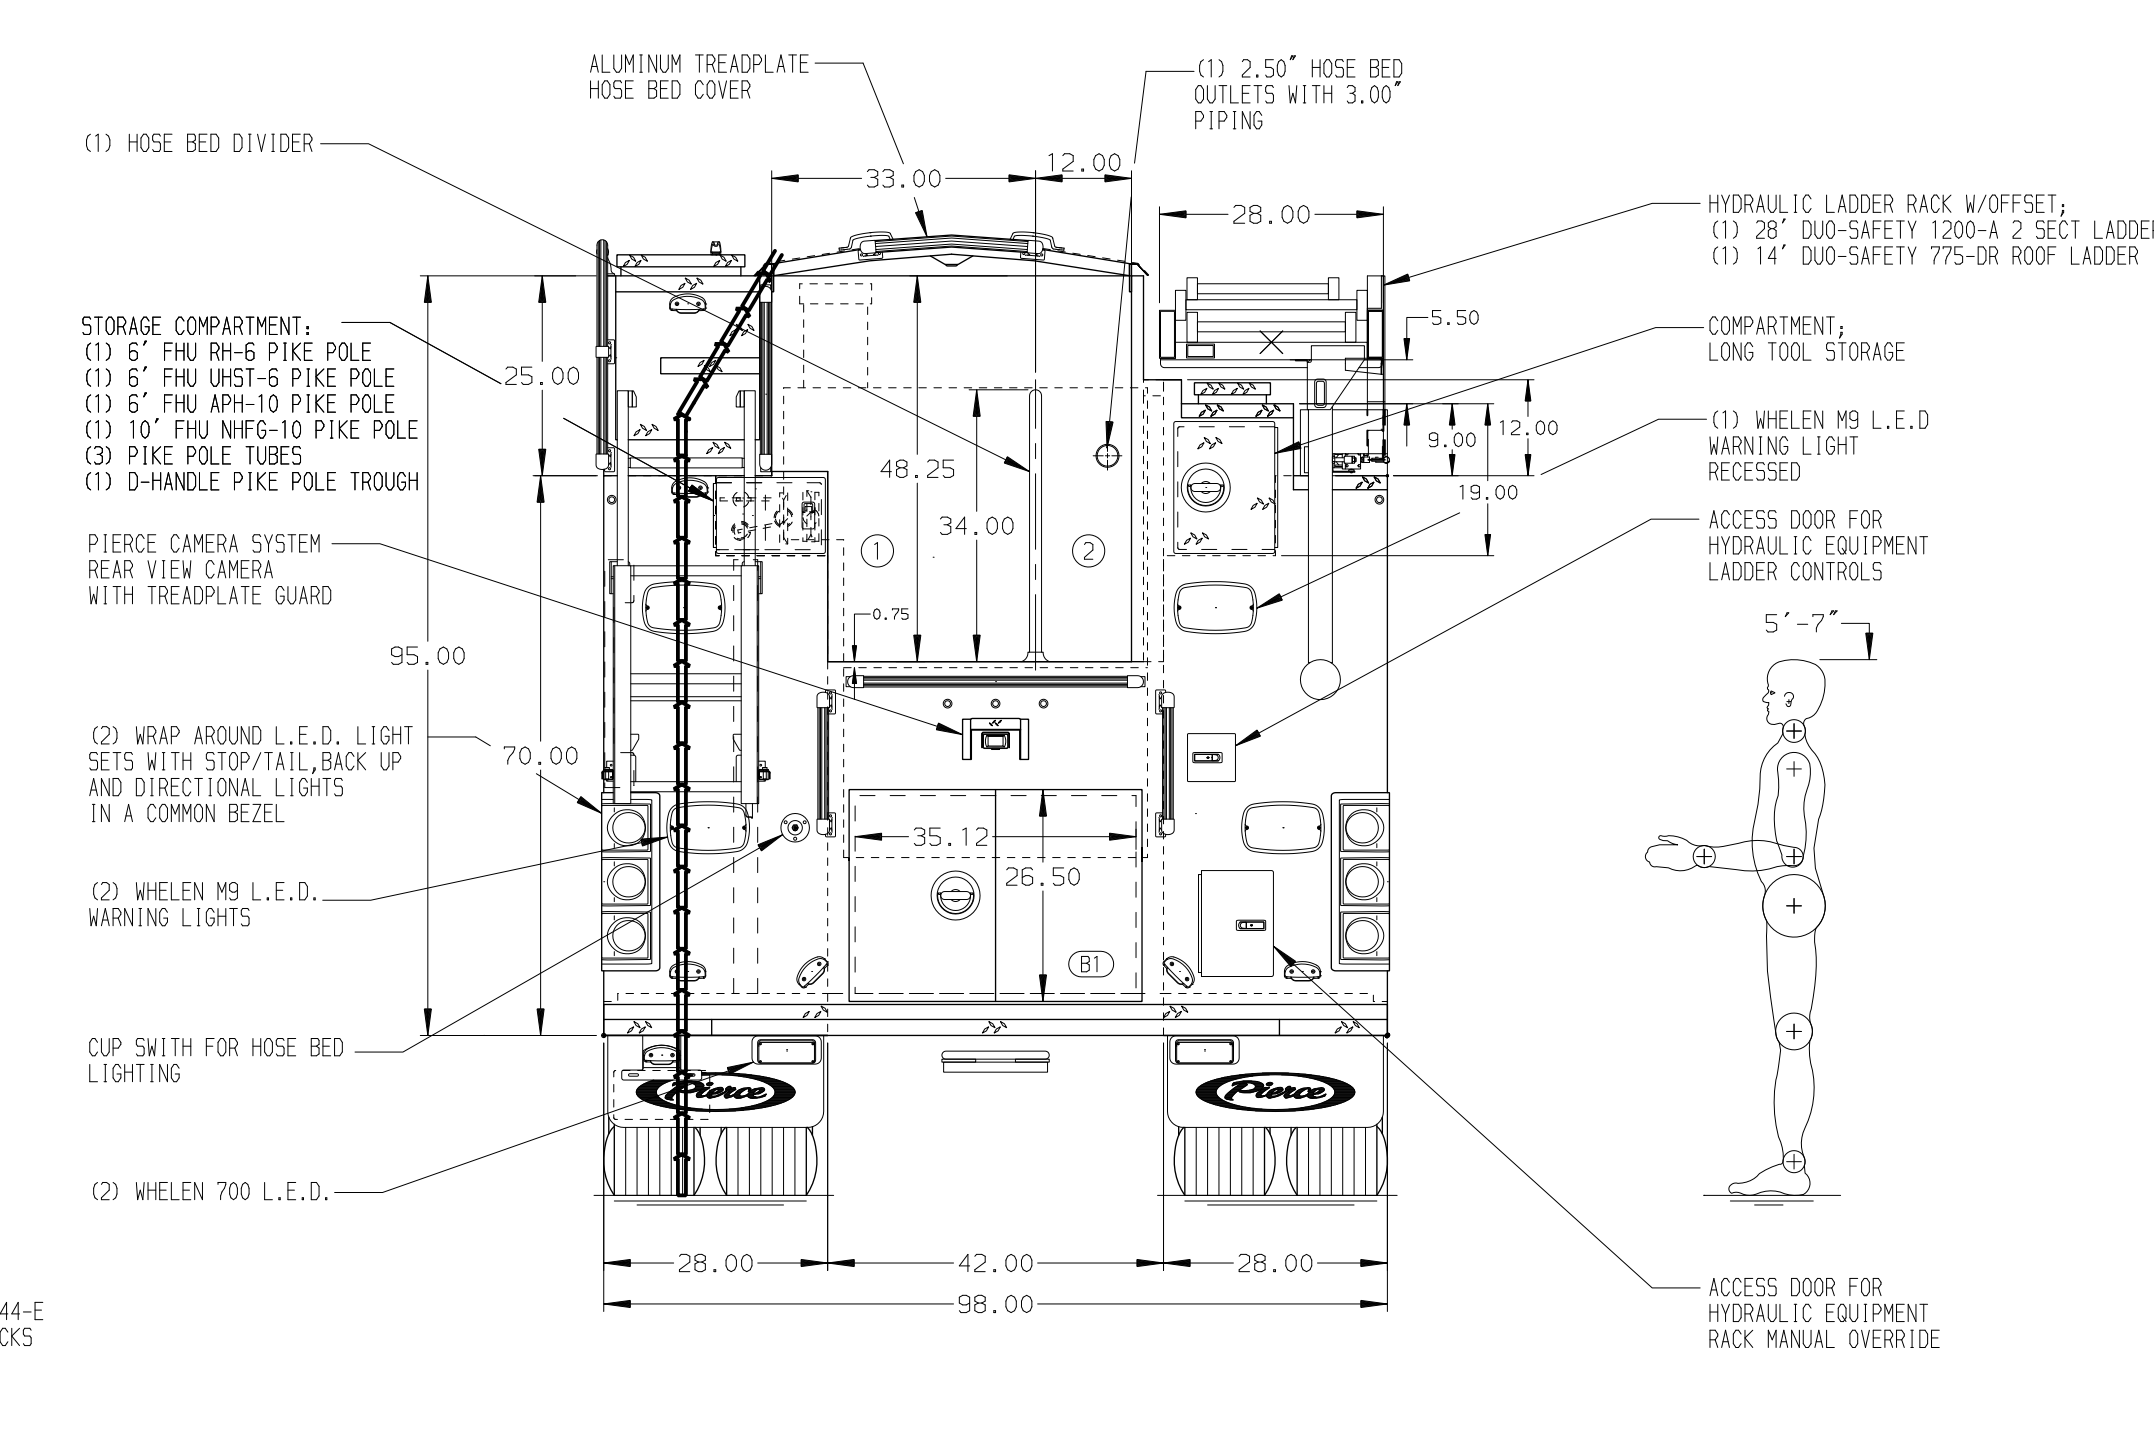 ALUMINUM TREADPLATE
HOSE BED COVER
(1) 2.50" HOSE BED
OUTLETS WITH 3.00"
PIPING
(1) HOSE BED DIVIDER
33.00
12.00
28.00
HYDRAULIC LADDER RACK W/OFFSET;
(1) 28' DUO-SAFETY 1200-A 2 SECT LADDER
(1) 14' DUO-SAFETY 775-DR ROOF LADDER
STORAGE COMPARTMENT:
(1) 6' FHU RH-6 PIKE POLE
(1) 6' FHU UHST-6 PIKE POLE
(1) 6' FHU APH-10 PIKE POLE
(1) 10' FHU NHFG-10 PIKE POLE
(3) PIKE POLE TUBES
(1) D-HANDLE PIKE POLE TROUGH
25.00
5.50
COMPARTMENT;
LONG TOOL STORAGE
9.00
12.00
19.00
(1) WHELEN M9 L.E.D
WARNING LIGHT
RECESSED
48.25
34.00
1
2
PIERCE CAMERA SYSTEM
REAR VIEW CAMERA
WITH TREADPLATE GUARD
ACCESS DOOR FOR
HYDRAULIC EQUIPMENT
LADDER CONTROLS
0.75
5'-7"
95.00
70.00
(2) WRAP AROUND L.E.D. LIGHT
SETS WITH STOP/TAIL,BACK UP
AND DIRECTIONAL LIGHTS
IN A COMMON BEZEL
35.12
26.50
(2) WHELEN M9 L.E.D.
WARNING LIGHTS
B1
CUP SWITH FOR HOSE BED
LIGHTING
Pierce
Pierce
(2) WHELEN 700 L.E.D.
28.00
42.00
28.00
98.00
44-E
CKS
ACCESS DOOR FOR
HYDRAULIC EQUIPMENT
RACK MANUAL OVERRIDE